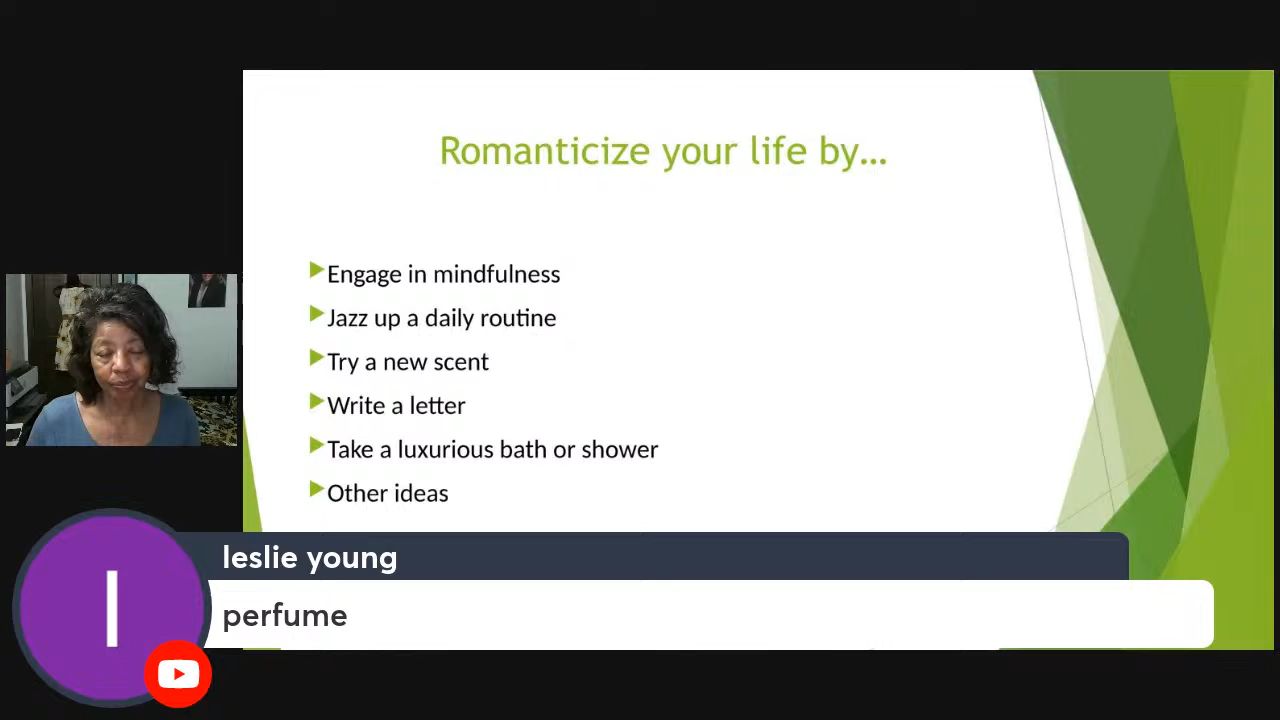 Romanticize your life by...
Engage in mindfulness
Jazz up a daily routine
Try a new scent
Write a letter
Take a luxurious bath or shower
Other ideas
leslie young
l
perfume